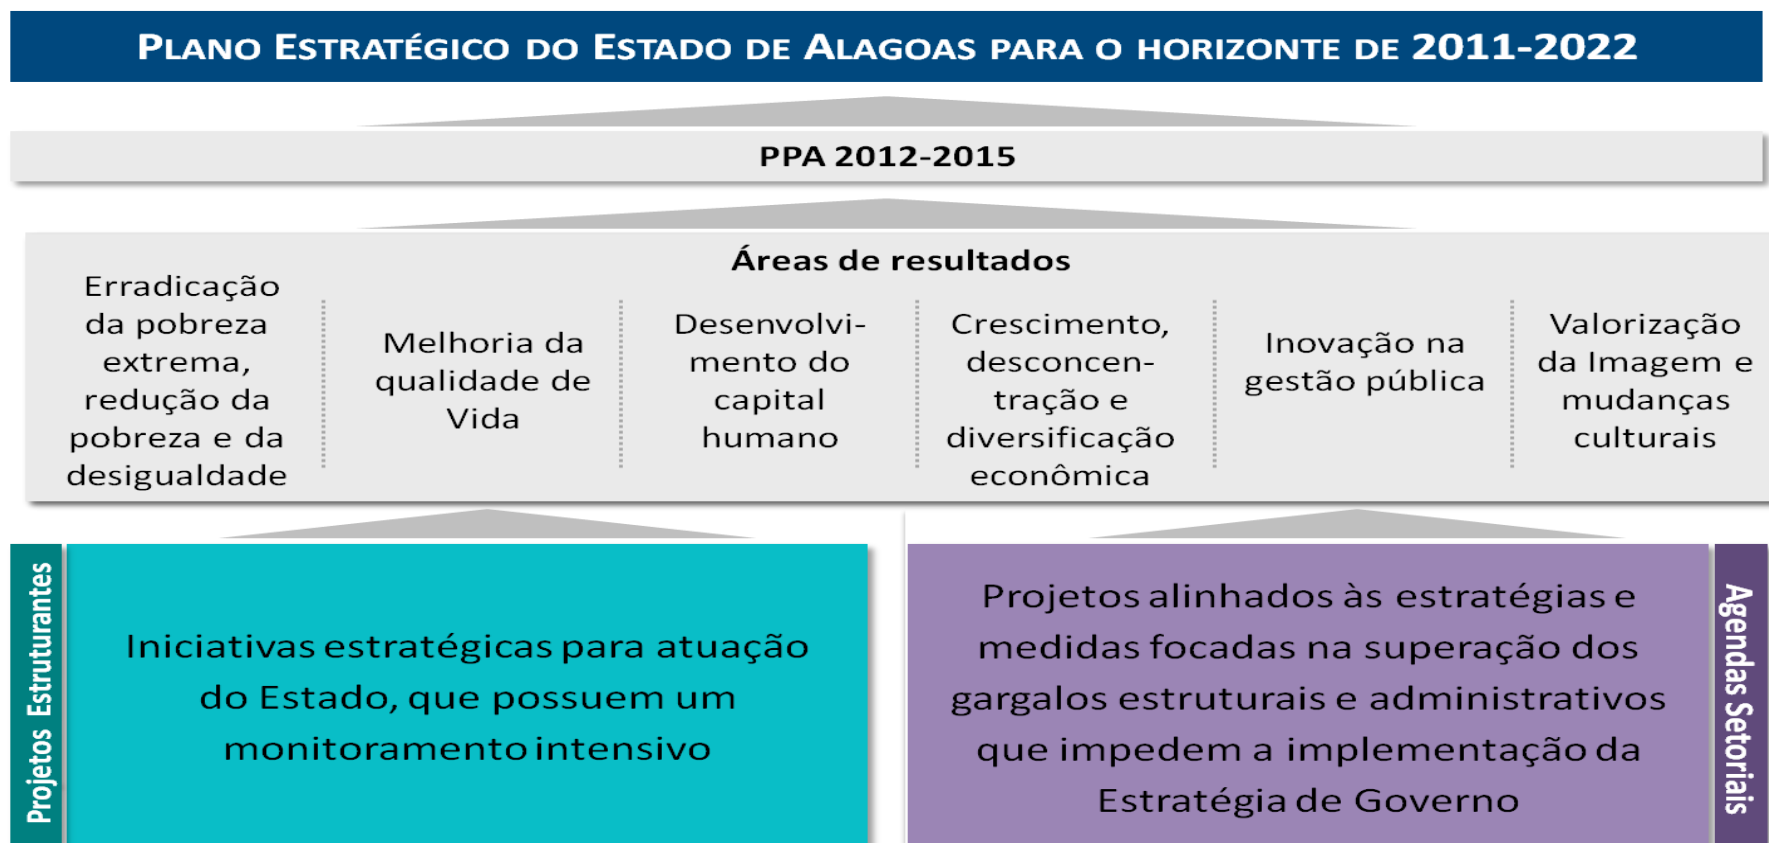 PLANO ESTRATÉGICO DO ESTADO DE ALAGOAS PARA O HORIZONTE DE 2011-2022
PPA 2012-2015
Áreas de resultados
Erradicação
da pobreza
extrema,
redução da
pobreza e da
desigualdade
Melhoria da
qualidade de
Vida
Desenvolvi-
mento do
capital
humano
Crescimento,
desconcen-
tração e
diversificação
econômica
Inovação na
gestão pública
Valorização
da Imagem e
mudanças
culturais
Projetos Estruturantes
Iniciativas estratégicas para atuação
do Estado, que possuem um
monitoramento intensivo
Projetos alinhados às estratégias e
medidas focadas na superação dos
gargalos estruturais e administrativos
que impedem a implementação da
Estratégia de Governo
Agendas Setoriais